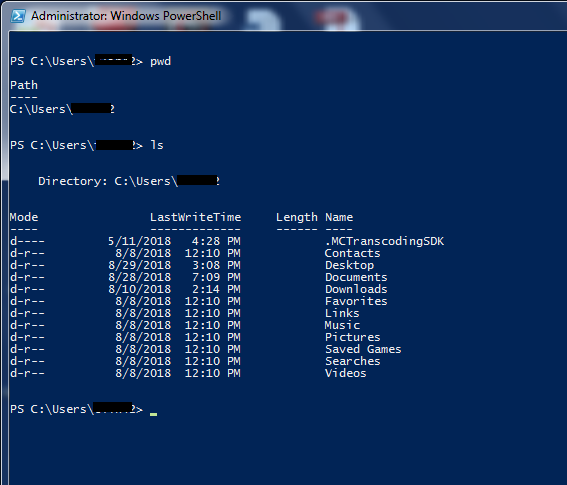 Administrator: Windows PowerShell
PS C:\Users\ 2> pwd
Path
----
C:\Users\ 2
PS C:\Users\ 2> ls
Directory: C:\Users\ 2
Mode LastWriteTime Length Name
---- ------------- ------ ----
d---- 5/11/2018 4:28 PM .MCTranscodingSDK
d-r-- 8/8/2018 12:10 PM Contacts
d-r-- 8/29/2018 3:08 PM Desktop
d-r-- 8/28/2018 7:09 PM Documents
d-r-- 8/10/2018 2:14 PM Downloads
d-r-- 8/8/2018 12:10 PM Favorites
d-r-- 8/8/2018 12:10 PM Links
d-r-- 8/8/2018 12:10 PM Music
d-r-- 8/8/2018 12:10 PM Pictures
d-r-- 8/8/2018 12:10 PM Saved Games
d-r-- 8/8/2018 12:10 PM Searches
d-r-- 8/8/2018 12:10 PM Videos
PS C:\Users\ 2>